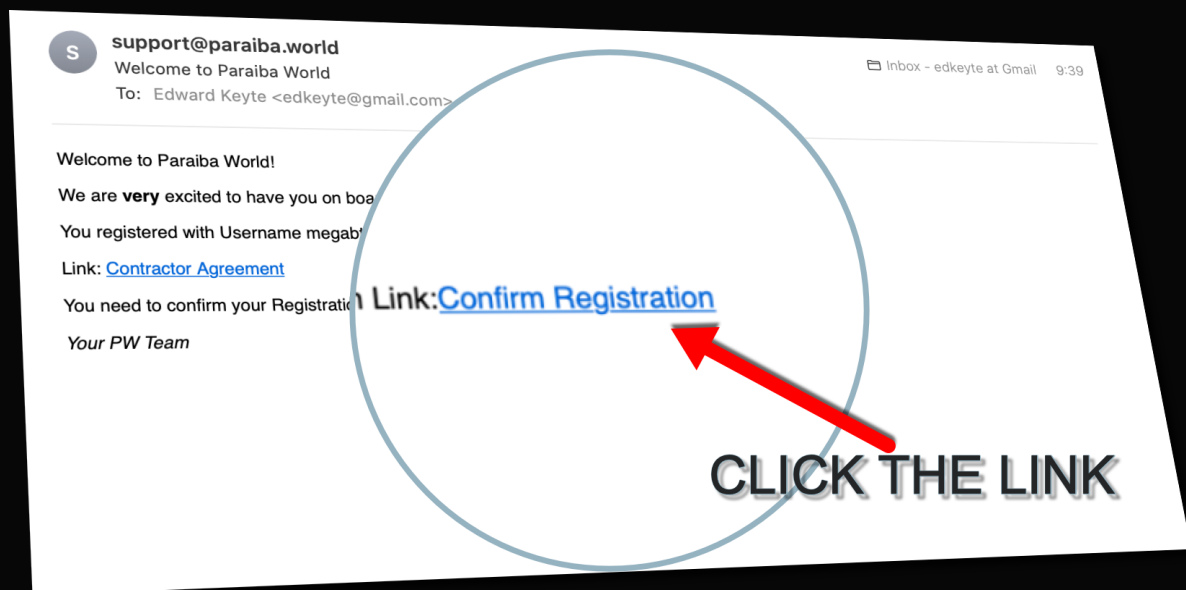 S
support@paraiba.world
Welcome to Paraiba World
To: Edward Keyte <edkeyte@gmail.com>
Inbox - edkeyte at Gmail 9:39
Welcome to Paraiba World!
We are very excited to have you on boa
You registered with Username megab
Link: Contractor Agreement
You need to confirm your Registration Link:Confirm Registration
Your PW Team
CLICK THE LINK